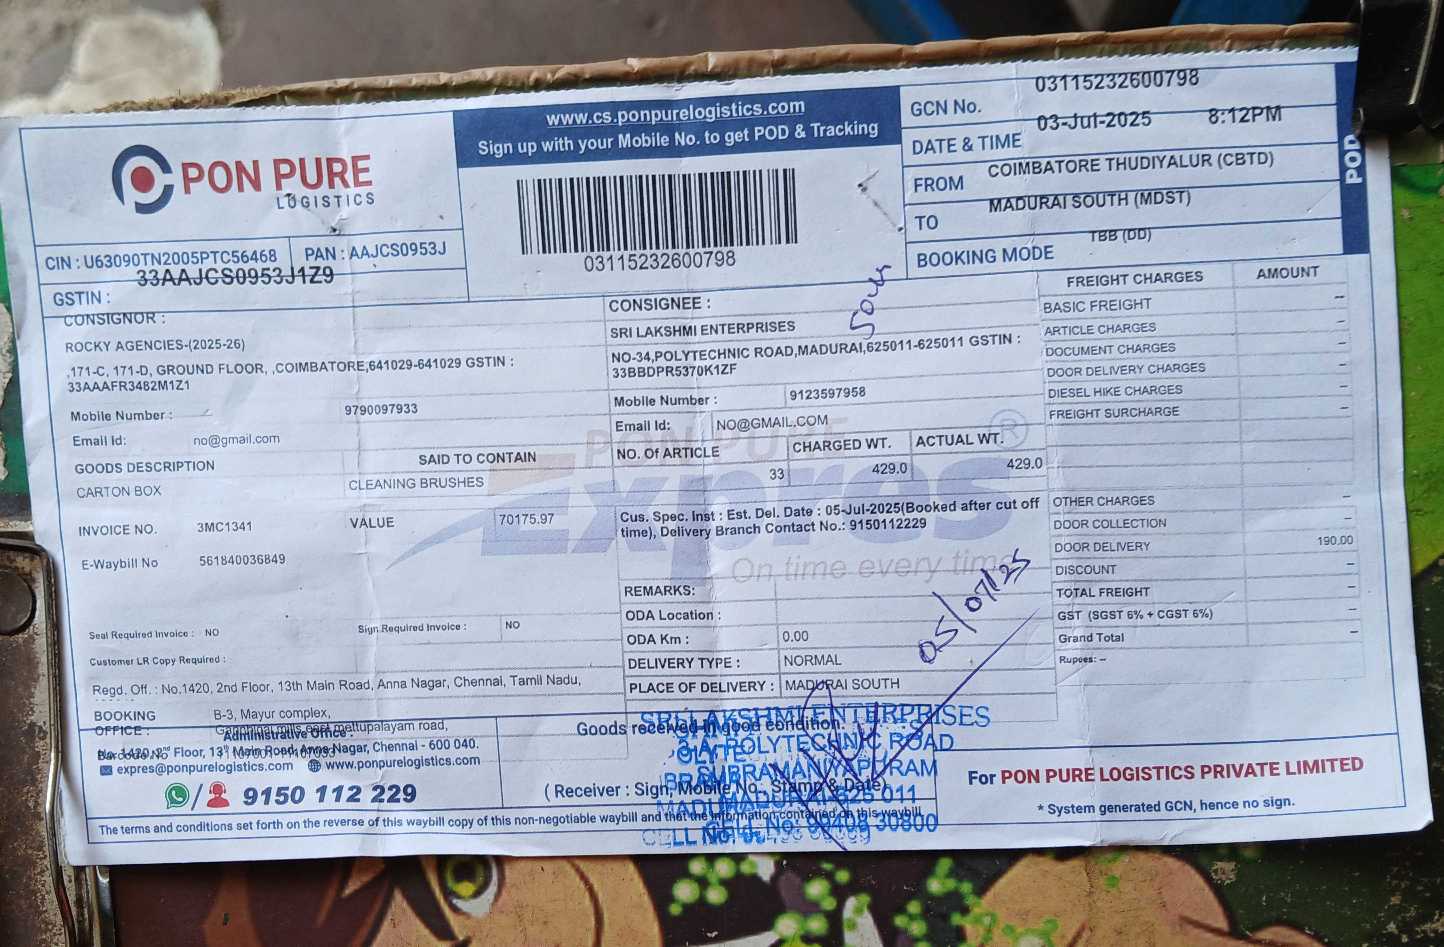 PON PURE
LOGISTICS
CIN : U63090TN2005PTC56468 PAN : AAJCS0953J
GSTIN : 33AAJCS0953J1Z9
www.cs.ponpurelogistics.com
Sign up with your Mobile No. to get POD & Tracking
03115232600798
GCN No. 03115232600798
DATE & TIME 03-Jul-2025 8:12PM
FROM COIMBATORE THUDIYALUR (CBTD)
TO MADURAI SOUTH (MDST)
BOOKING MODE TBB (DD)
POD
CONSIGNOR :
ROCKY AGENCIES-(2025-26)
,171-C, 171-D, GROUND FLOOR, ,COIMBATORE,641029-641029 GSTIN :
33AAAFR3482M1Z1
Mobile Number : 9790097933
Email Id: no@gmail.com
GOODS DESCRIPTION SAID TO CONTAIN
CARTON BOX CLEANING BRUSHES
INVOICE NO. 3MC1341 VALUE 70175.97
E-Waybill No 561840036849
Seal Required Invoice : NO Sign Required Invoice : NO
Customer LR Copy Required :
Regd. Off. : No.1420, 2nd Floor, 13th Main Road, Anna Nagar, Chennai, Tamil Nadu,
BOOKING OFFICE : B-3, Mayur complex,
CONSIGNEE :
SRI LAKSHMI ENTERPRISES
NO-34,POLYTECHNIC ROAD,MADURAI,625011-625011 GSTIN :
33BBDPR5370K1ZF
Mobile Number : 9123597958
Email Id: NO@GMAIL.COM
NO. Of ARTICLE CHARGED WT. ACTUAL WT.
33 429.0 429.0
PON PURE
Expres
On time every time
Cus. Spec. Inst : Est. Del. Date : 05-Jul-2025(Booked after cut off
time), Delivery Branch Contact No.: 9150112229
REMARKS:
ODA Location :
ODA Km : 0.00
DELIVERY TYPE : NORMAL
PLACE OF DELIVERY : MADURAI SOUTH
05/07/25
FREIGHT CHARGES AMOUNT
BASIC FREIGHT --
ARTICLE CHARGES --
DOCUMENT CHARGES --
DOOR DELIVERY CHARGES --
DIESEL HIKE CHARGES --
FREIGHT SURCHARGE --
OTHER CHARGES --
DOOR COLLECTION --
DOOR DELIVERY 190.00
DISCOUNT --
TOTAL FREIGHT --
GST (SGST 6% + CGST 6%) --
Grand Total --
Rupees: --
Administrative Office :
No. 1420, 2nd Floor, 13th Main Road, Anna Nagar, Chennai - 600 040.
expres@ponpurelogistics.com www.ponpurelogistics.com
9150 112 229
Goods received in good condition.
(Receiver : Sign, Mobile No., Stamp & Date)
SRI LAKSHMI ENTERPRISES
POLYTECHNIC ROAD
SUBRAMANIYAPURAM
MADURAI-625 011
For PON PURE LOGISTICS PRIVATE LIMITED
* System generated GCN, hence no sign.
The terms and conditions set forth on the reverse of this waybill copy of this non-negotiable waybill and that the information contained on this waybill